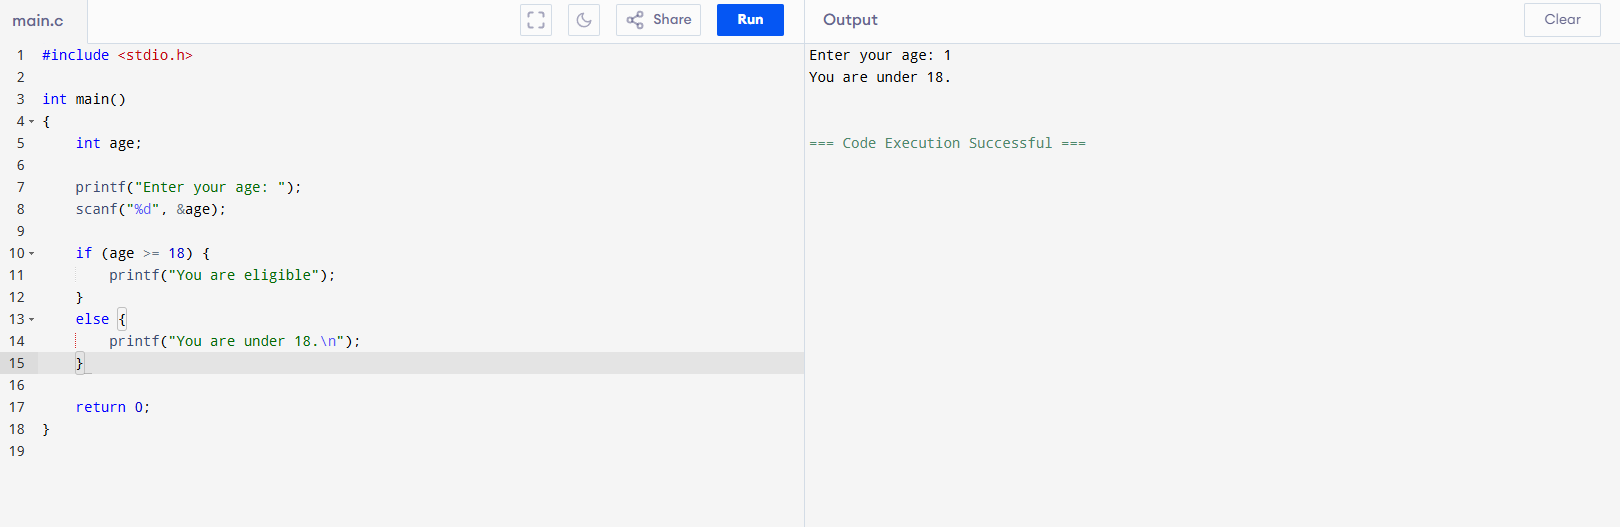 main.c
Share
Run
Output
Clear
1 #include <stdio.h>
2
3 int main()
4 {
5     int age;
6
7     printf("Enter your age: ");
8     scanf("%d", &age);
9
10     if (age >= 18) {
11         printf("You are eligible");
12     }
13     else {
14         printf("You are under 18.\n");
15     }
16
17     return 0;
18 }
19
Enter your age: 1
You are under 18.
=== Code Execution Successful ===